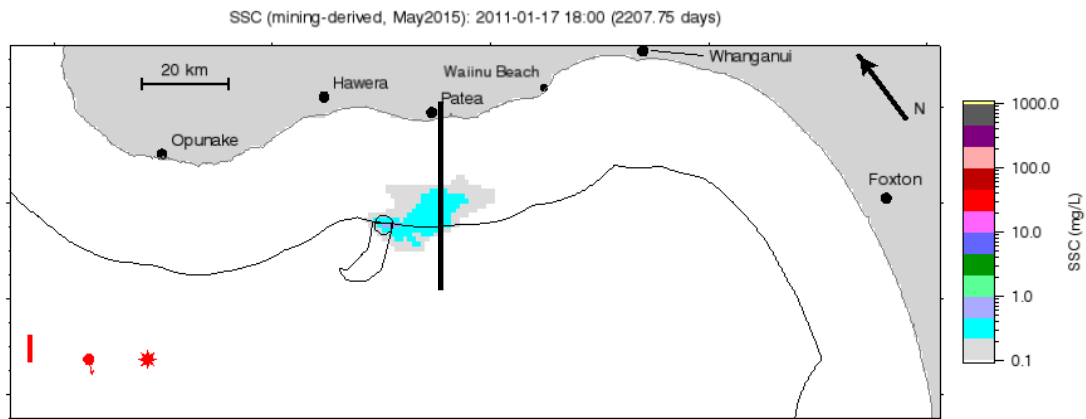 SSC (mining-derived, May2015): 2011-01-17 18:00 (2207.75 days)
20 km
Hawera
Waiinu Beach
Whanganui
Patea
N
Opunake
Foxton
1000.0
100.0
10.0
1.0
0.1
SSC (mg/L)